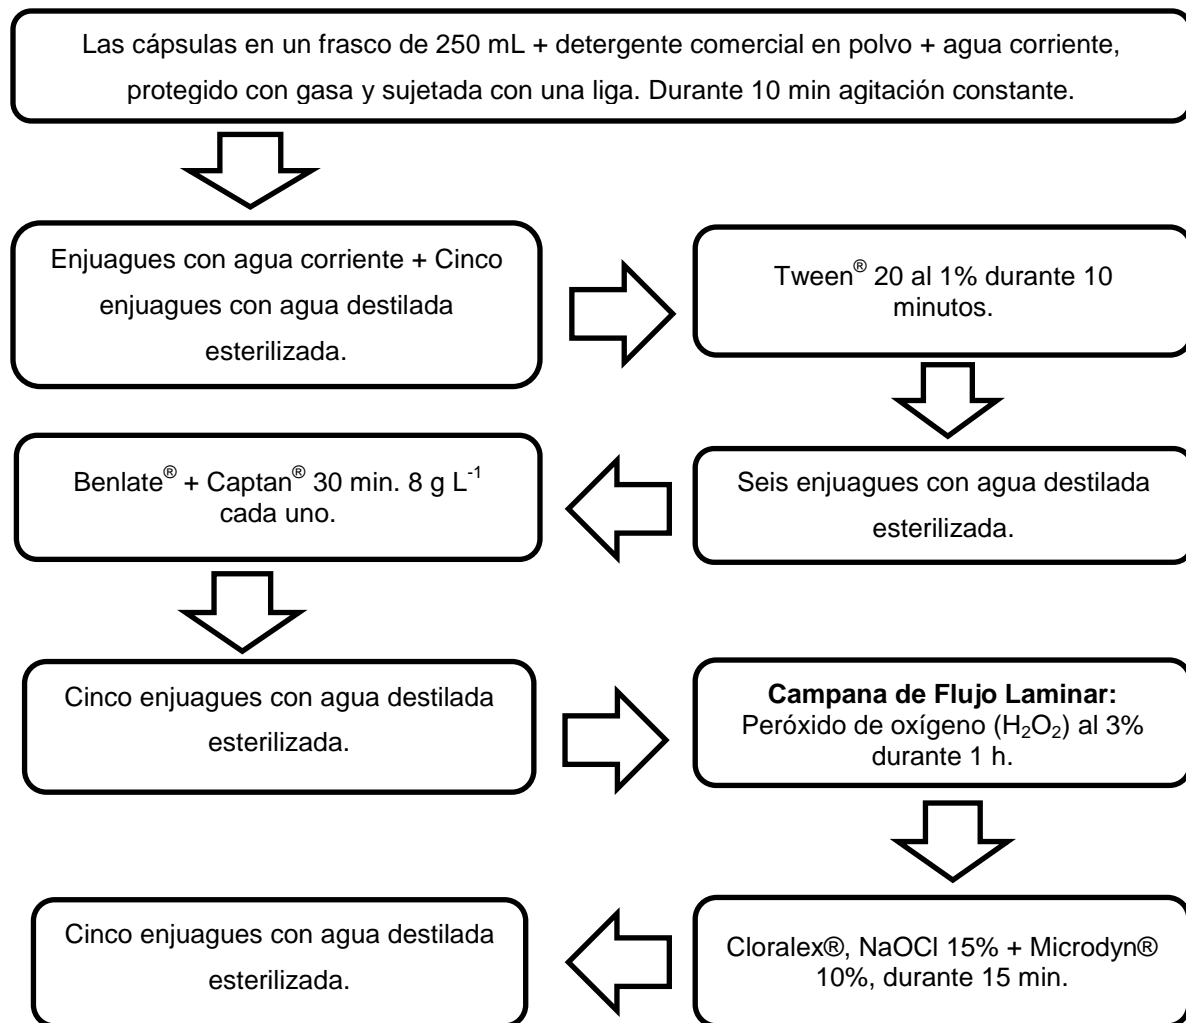 Las cápsulas en un frasco de 250 mL + detergente comercial en polvo + agua corriente,
protegido con gasa y sujetada con una liga. Durante 10 min agitación constante.
Enjuagues con agua corriente + Cinco
enjuagues con agua destilada
esterilizada.
Tween® 20 al 1% durante 10
minutos.
Seis enjuagues con agua destilada
esterilizada.
Benlate® + Captan® 30 min. 8 g L⁻¹
cada uno.
Cinco enjuagues con agua destilada
esterilizada.
Campana de Flujo Laminar:
Peróxido de oxígeno (H₂O₂) al 3%
durante 1 h.
Cloralex®, NaOCl 15% + Microdyn®
10%, durante 15 min.
Cinco enjuagues con agua destilada
esterilizada.